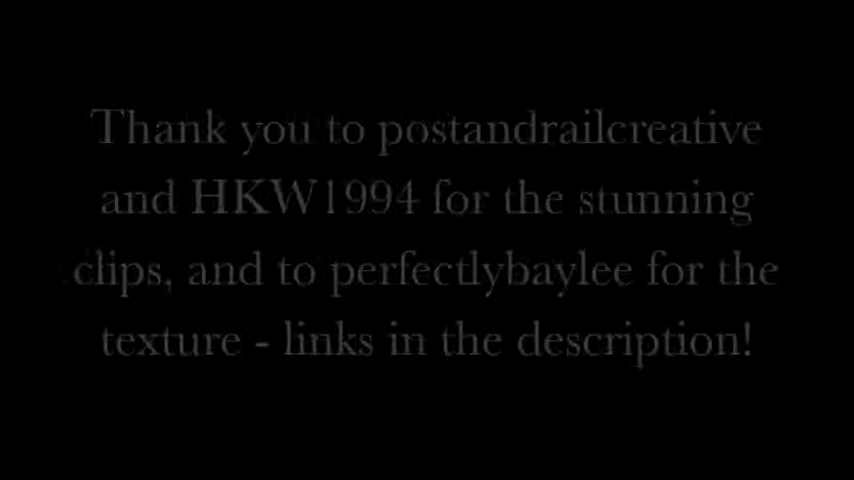 Thank you to postandrailcreative
and HKW1994 for the stunning
clips, and to perfectlybaylee for the
texture - links in the description!